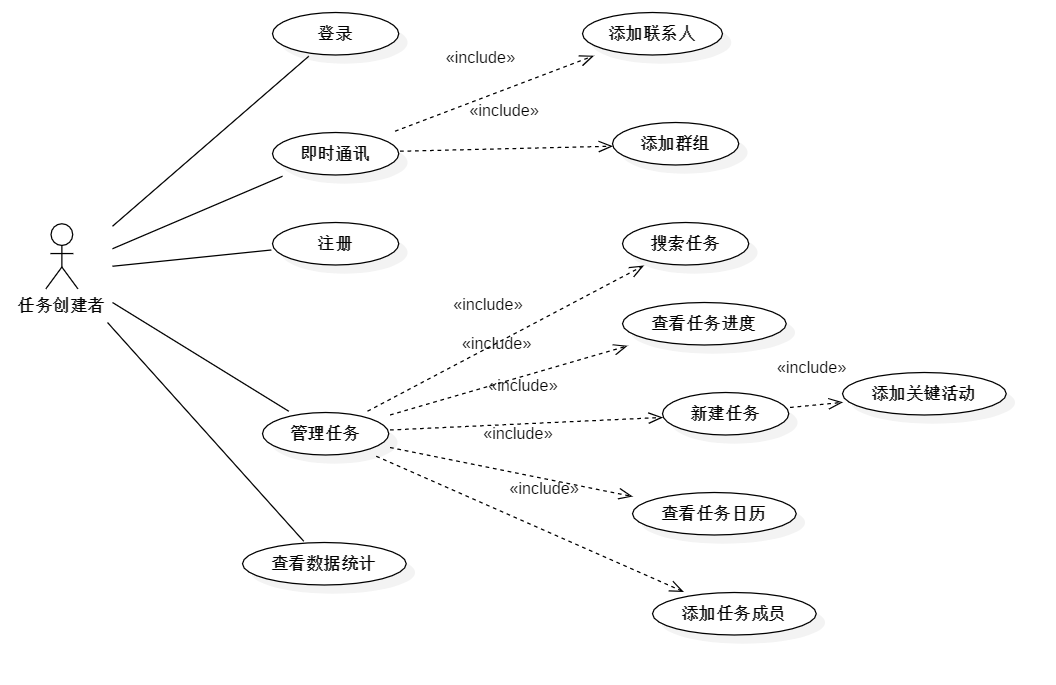 登录
添加联系人
«include»
«include»
即时通讯
添加群组
注册
搜索任务
任务创建者
«include»
查看任务进度
«include»
«include»
«include»
添加关键活动
管理任务
新建任务
«include»
查看任务日历
«include»
查看数据统计
添加任务成员